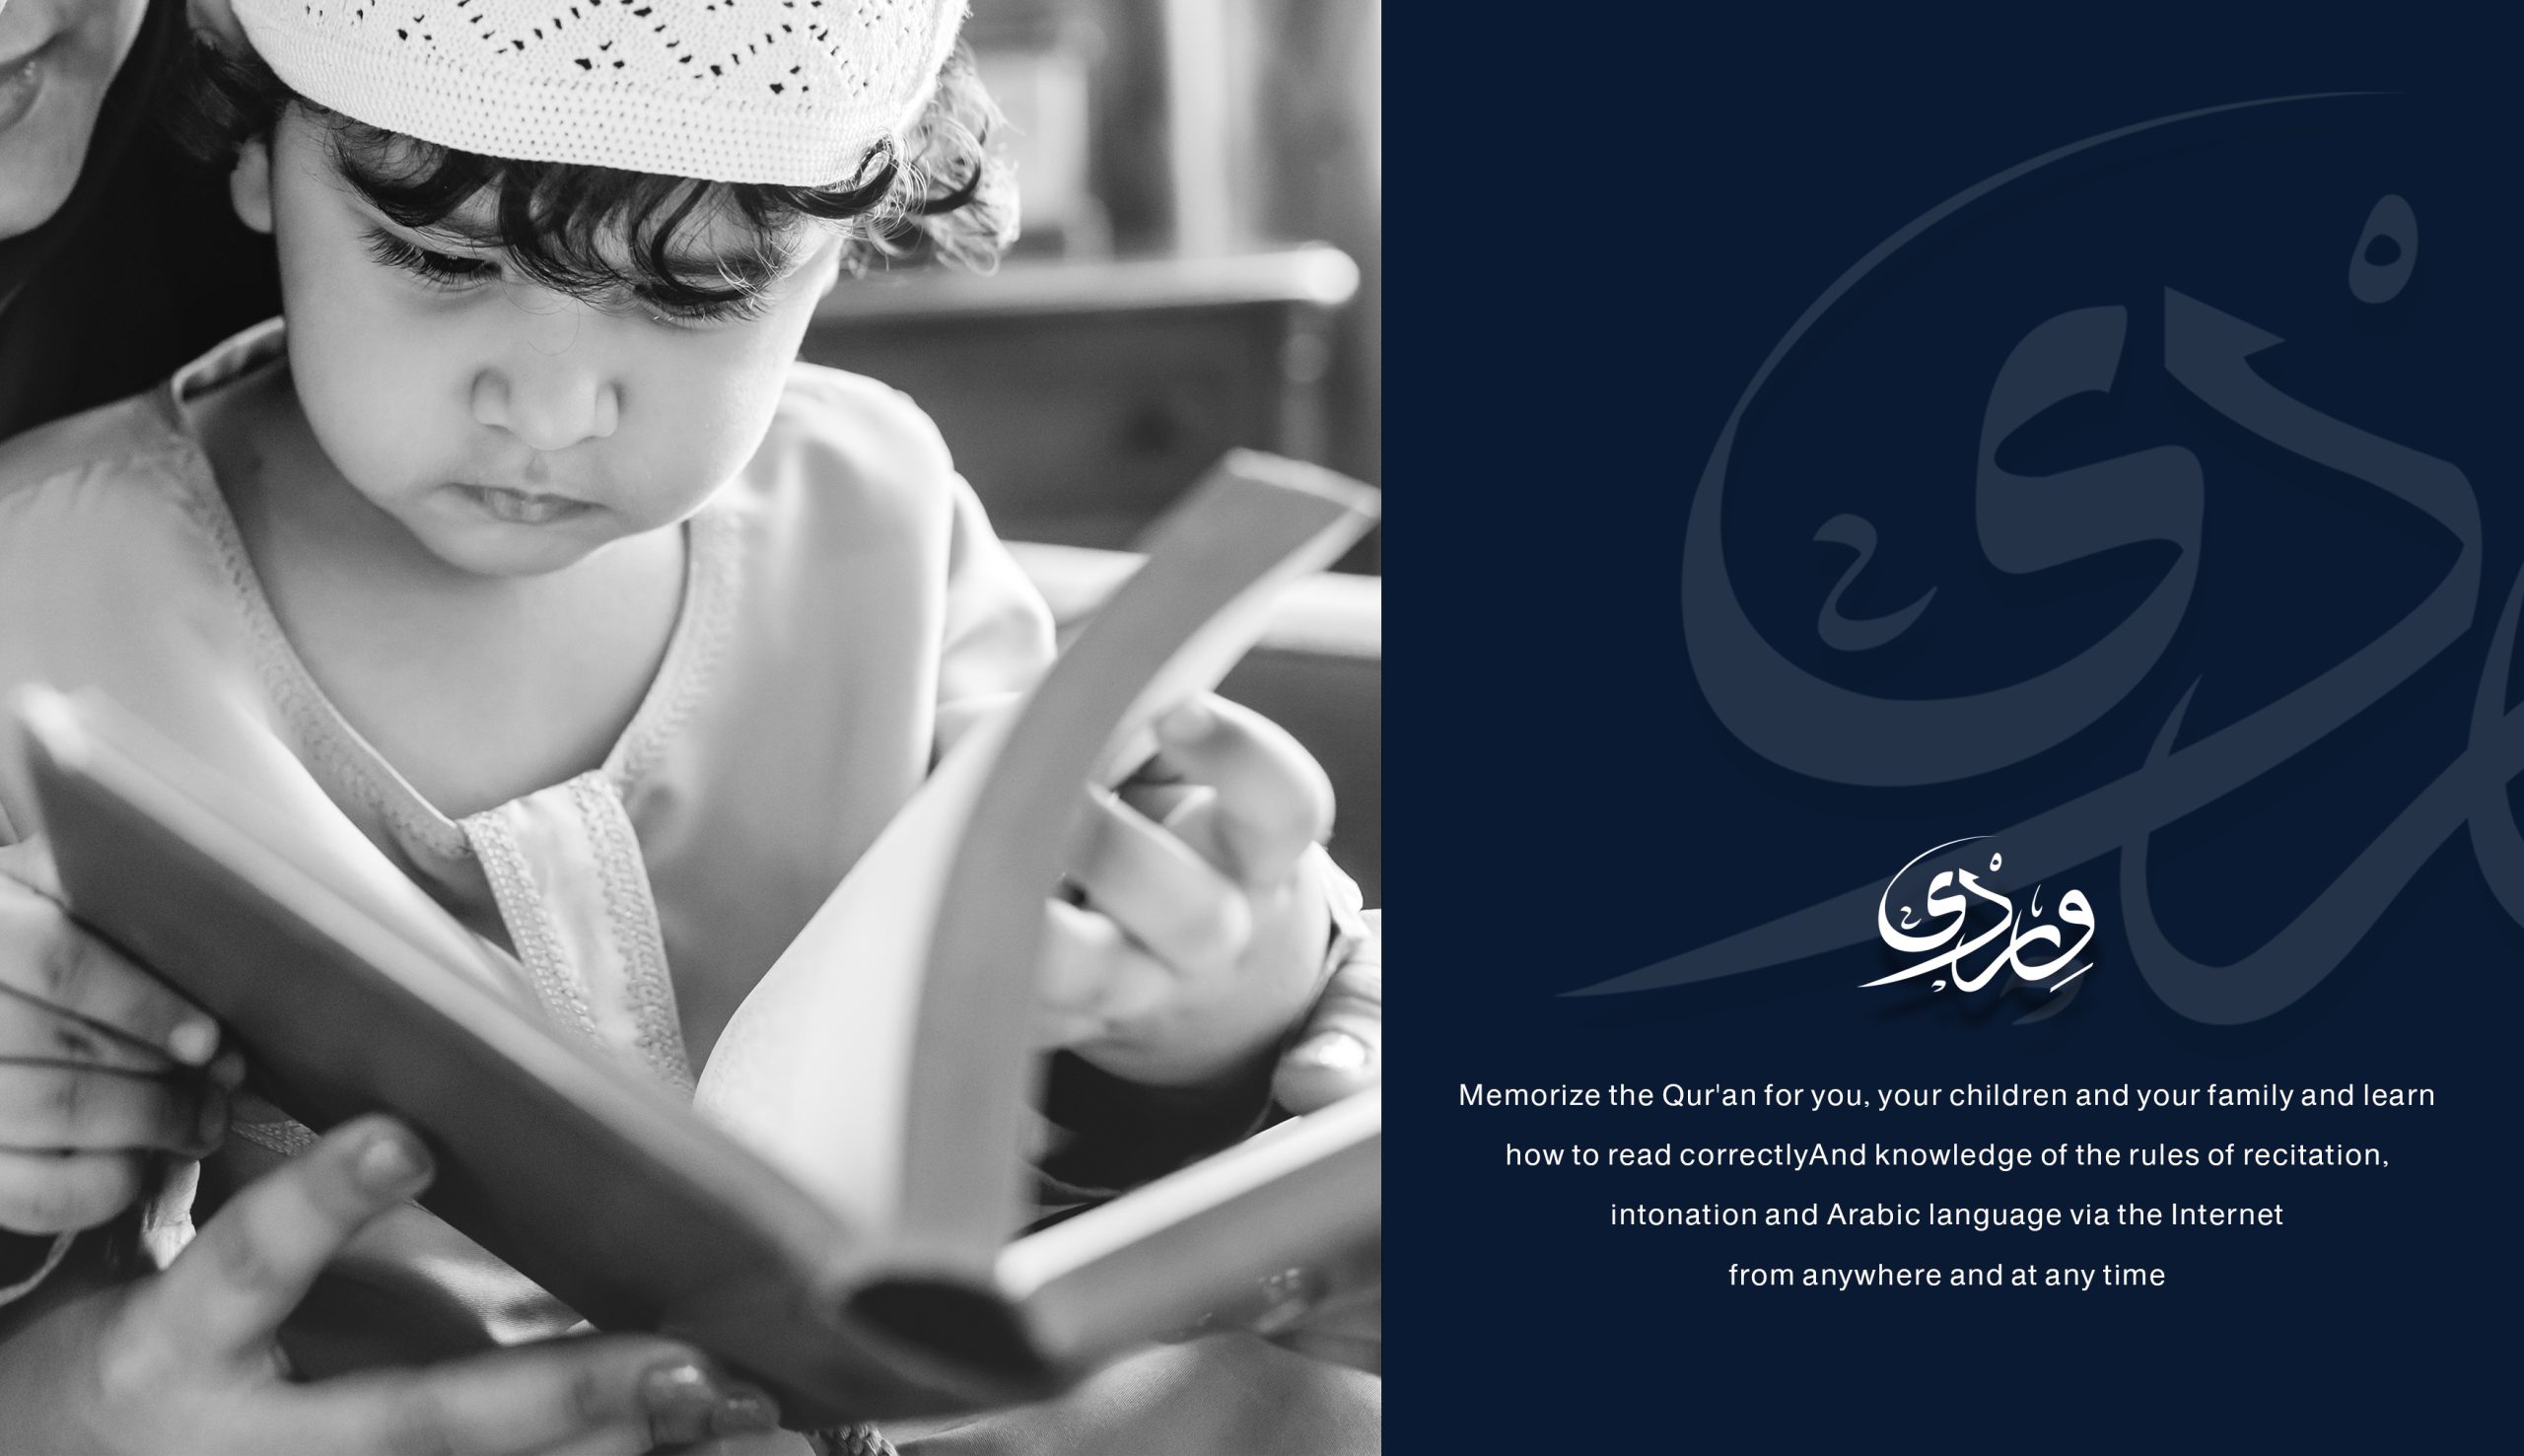 وِرْدِي
Memorize the Qur'an for you, your children and your family and learn
how to read correctlyAnd knowledge of the rules of recitation,
intonation and Arabic language via the Internet
from anywhere and at any time